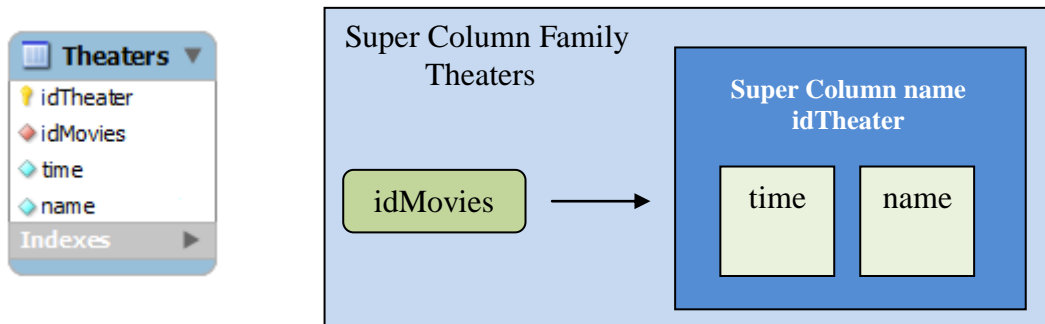 Theaters
idTheater
idMovies
time
name
Indexes
Super Column Family
Theaters
Super Column name
idTheater
idMovies
time
name